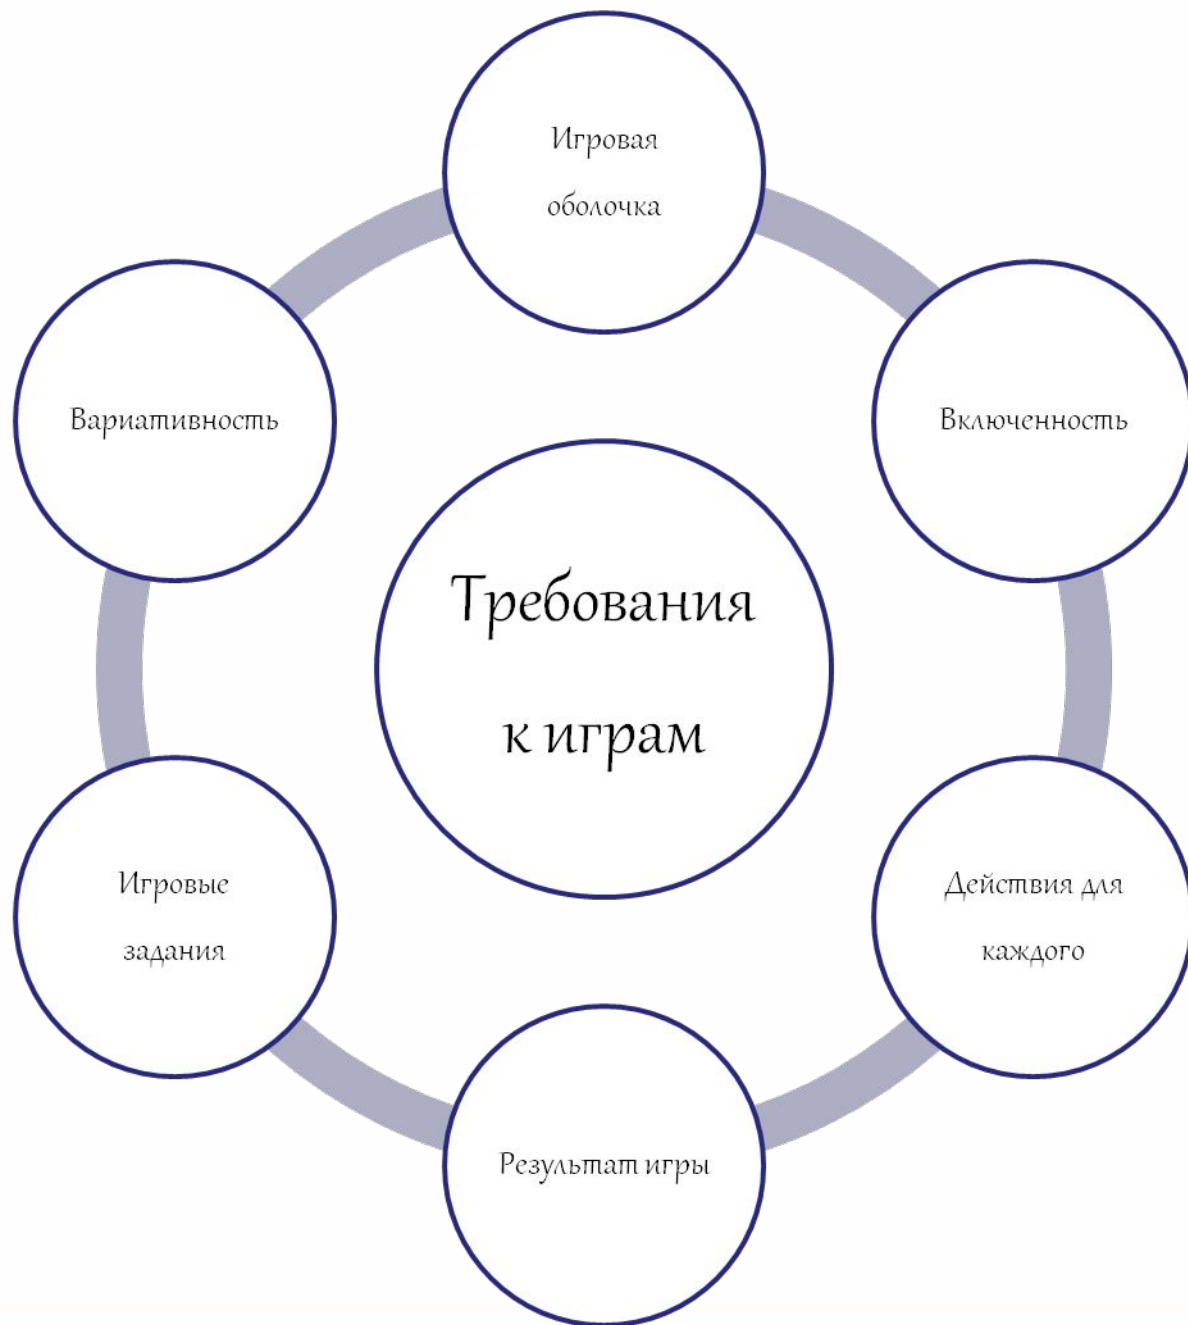 Игровая
оболочка
Вариативность
Включенность
Требования
к играм
Игровые
задания
Действия для
каждого
Результат игры